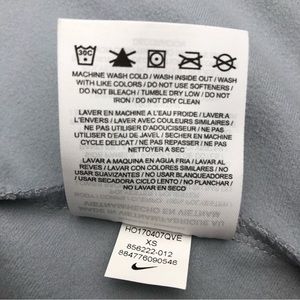 30C
MACHINE WASH COLD / WASH INSIDE OUT / WASH
WITH LIKE COLORS / DO NOT USE SOFTENERS /
DO NOT BLEACH / TUMBLE DRY LOW / DO NOT
IRON / DO NOT DRY CLEAN
LAVER EN MACHINE A L'EAU FROIDE / LAVER A
L'ENVERS / LAVER AVEC COULEURS SIMILAIRES /
NE PAS UTILISER D'ADOUCISSEUR / NE PAS
UTILISER D'EAU DE JAVEL / SECHER EN MACHINE
CYCLE DELICAT / NE PAS REPASSER / NE PAS
NETTOYER A SEC
LAVAR A MAQUINA EN AGUA FRIA / LAVAR AL
REVES / LAVAR CON COLORES SIMILARES / NO
USAR SUAVIZANTES / NO USAR BLANQUEADORES
/ USAR SECADORA CICLO LENTO / NO PLANCHAR
/ NO LAVAR EN SECO
HO170407QVE
XS
856222-012
884776090546